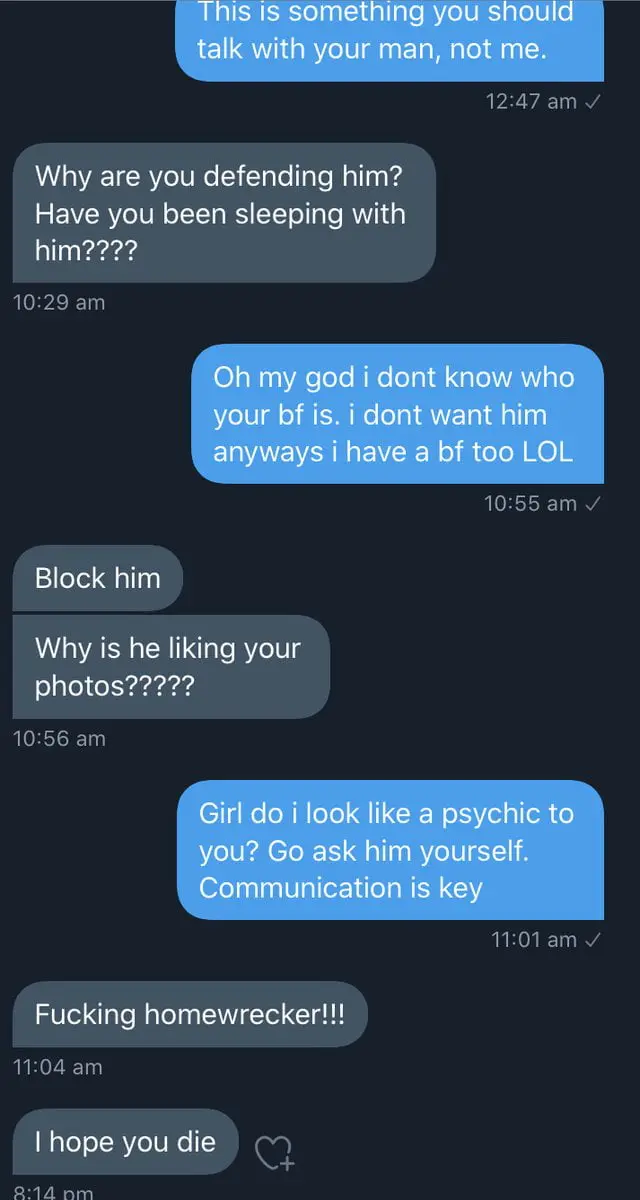 This is something you should
talk with your man, not me.
12:47 am ✓
Why are you defending him?
Have you been sleeping with
him????
10:29 am
Oh my god i dont know who
your bf is. i dont want him
anyways i have a bf too LOL
10:55 am ✓
Block him
Why is he liking your
photos?????
10:56 am
Girl do i look like a psychic to
you? Go ask him yourself.
Communication is key
11:01 am ✓
Fucking homewrecker!!!
11:04 am
I hope you die
8:14 pm